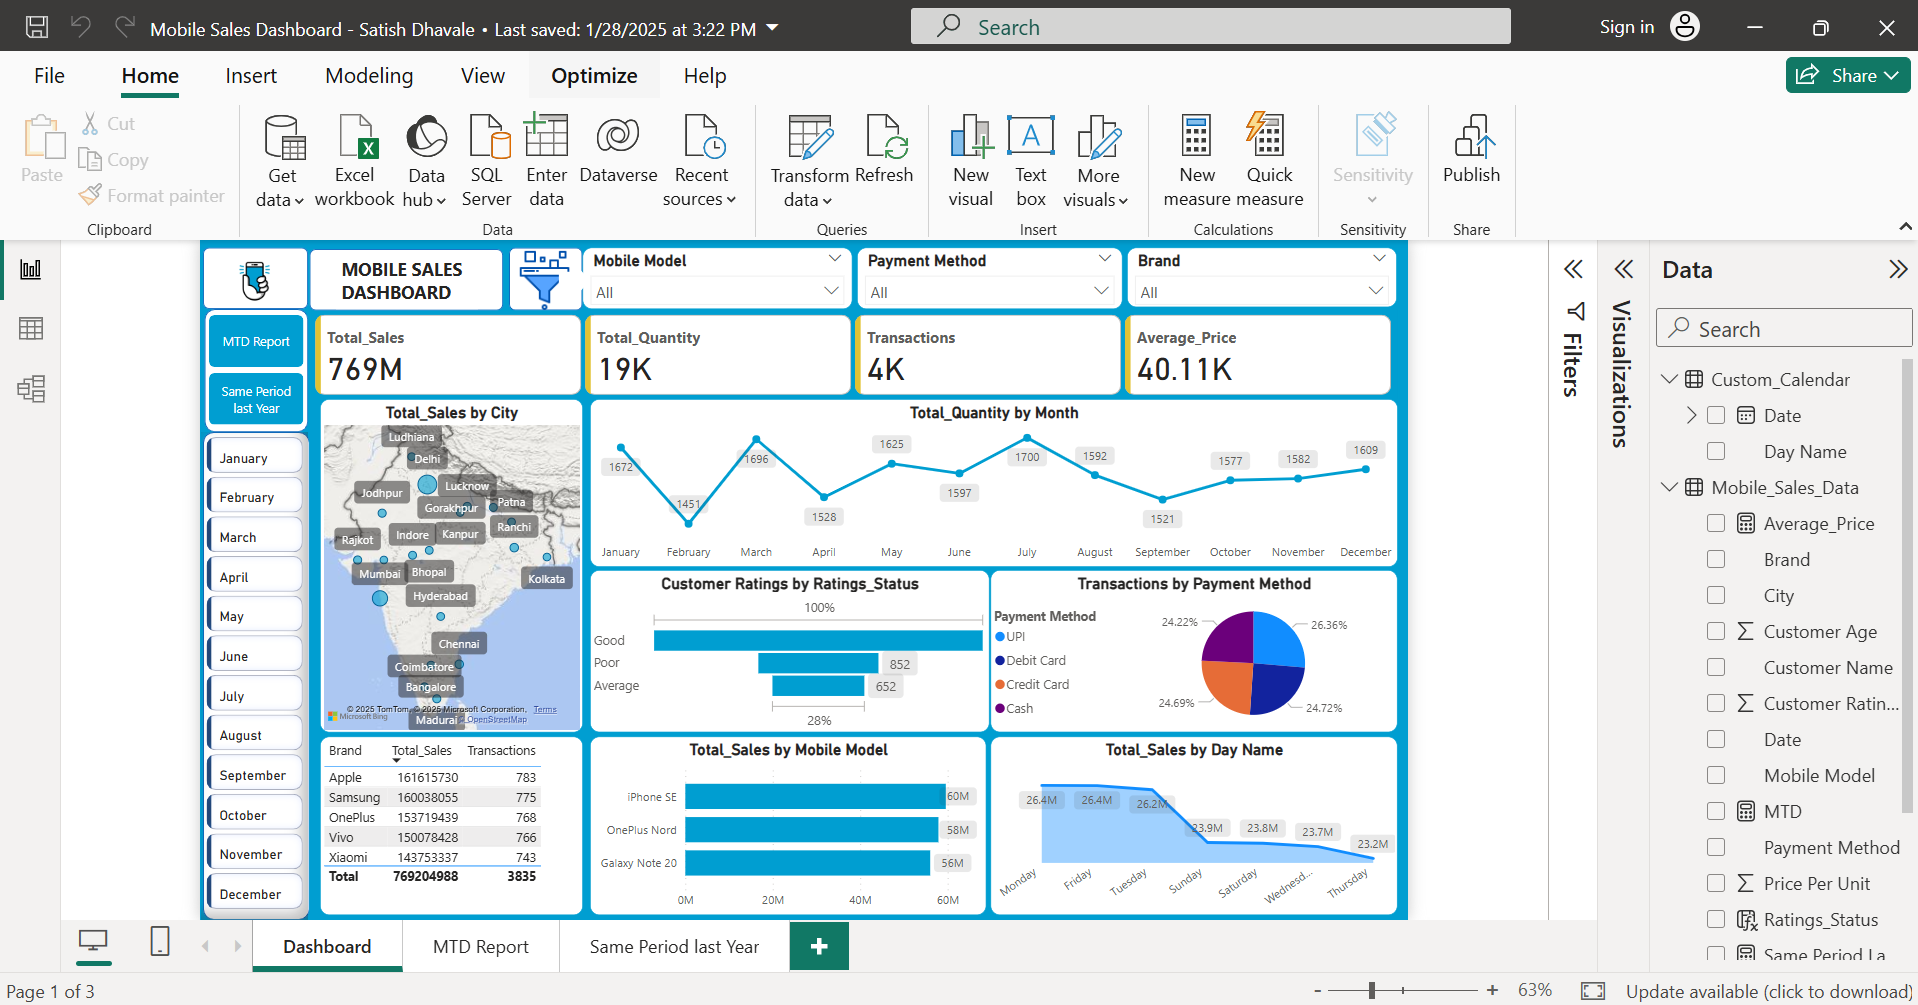 Mobile Sales Dashboard - Satish Dhavale • Last saved: 1/28/2025 at 3:22 PM
Search
Sign in
File
Home
Insert
Modeling
View
Optimize
Help
Share
Paste
Cut
Copy
Format painter
Clipboard
Get data
Excel workbook
Data hub
SQL Server
Enter data
Dataverse
Recent sources
Data
Transform data
Refresh
Queries
New visual
Text box
More visuals
Insert
New measure
Quick measure
Calculations
Sensitivity
Sensitivity
Publish
Share
MOBILE SALES
DASHBOARD
Mobile Model
All
Payment Method
All
Brand
All
MTD Report
Same Period
last Year
January
February
March
April
May
June
July
August
September
October
November
December
Total_Sales
769M
Total_Quantity
19K
Transactions
4K
Average_Price
40.11K
Total_Sales by City
Ludhiana
Delhi
Jodhpur
Lucknow
Gorakhpur
Patna
Rajkot
Indore
Kanpur
Ranchi
Mumbai
Bhopal
Kolkata
Hyderabad
Chennai
Coimbatore
Bangalore
© 2025 TomTom, © 2025 Microsoft Corporation, Terms
Microsoft Bing
Madurai
© OpenStreetMap
Total_Quantity by Month
1672
1451
1696
1528
1625
1597
1700
1592
1521
1577
1582
1609
January February March April May June July August September October November December
Customer Ratings by Ratings_Status
100%
Good
Poor
852
Average
652
28%
Transactions by Payment Method
Payment Method
UPI
Debit Card
Credit Card
Cash
24.22%
26.36%
24.69%
24.72%
Brand Total_Sales Transactions
Apple 161615730 783
Samsung 160038055 775
OnePlus 153719439 768
Vivo 150078428 766
Xiaomi 143753337 743
Total 769204988 3835
Total_Sales by Mobile Model
iPhone SE 60M
OnePlus Nord 58M
Galaxy Note 20 56M
0M 20M 40M 60M
Total_Sales by Day Name
26.4M
26.4M
26.2M
23.9M
23.8M
23.7M
23.2M
Monday Friday Tuesday Sunday Saturday Wednesd... Thursday
Filters
Visualizations
Data
Search
Custom_Calendar
Date
Day Name
Mobile_Sales_Data
Average_Price
Brand
City
Customer Age
Customer Name
Customer Ratin...
Date
Mobile Model
MTD
Payment Method
Price Per Unit
Ratings_Status
Same Period La
Dashboard
MTD Report
Same Period last Year
Page 1 of 3
- + 63%
Update available (click to download)